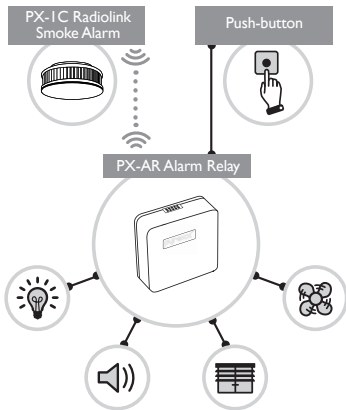 PX-1C Radiolink
Smoke Alarm
Push-button
PX-AR Alarm Relay